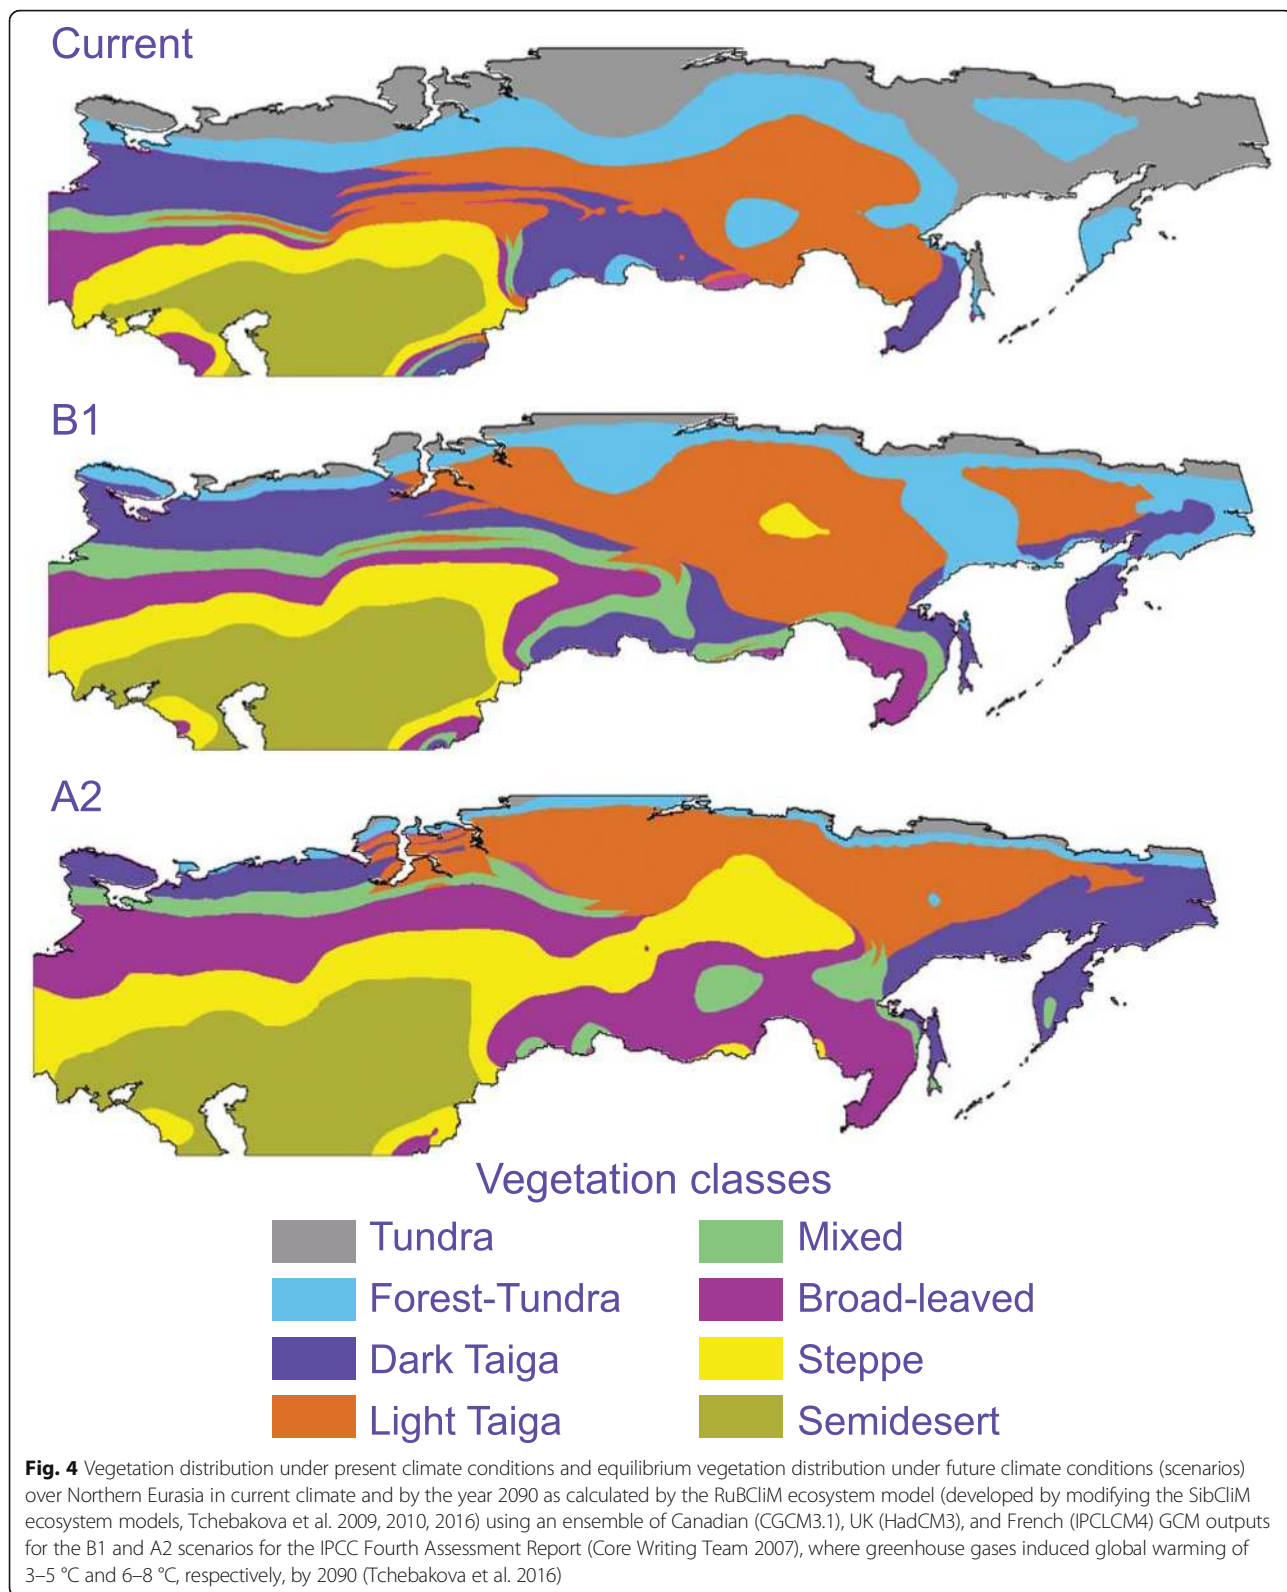 Current
B1
A2
Vegetation classes
Tundra
Mixed
Forest-Tundra
Broad-leaved
Dark Taiga
Steppe
Light Taiga
Semidesert
Fig. 4 Vegetation distribution under present climate conditions and equilibrium vegetation distribution under future climate conditions (scenarios)
over Northern Eurasia in current climate and by the year 2090 as calculated by the RuBCliM ecosystem model (developed by modifying the SibCliM
ecosystem models, Tchebakova et al. 2009, 2010, 2016) using an ensemble of Canadian (CGCM3.1), UK (HadCM3), and French (IPCLCM4) GCM outputs
for the B1 and A2 scenarios for the IPCC Fourth Assessment Report (Core Writing Team 2007), where greenhouse gases induced global warming of
3–5 °C and 6–8 °C, respectively, by 2090 (Tchebakova et al. 2016)